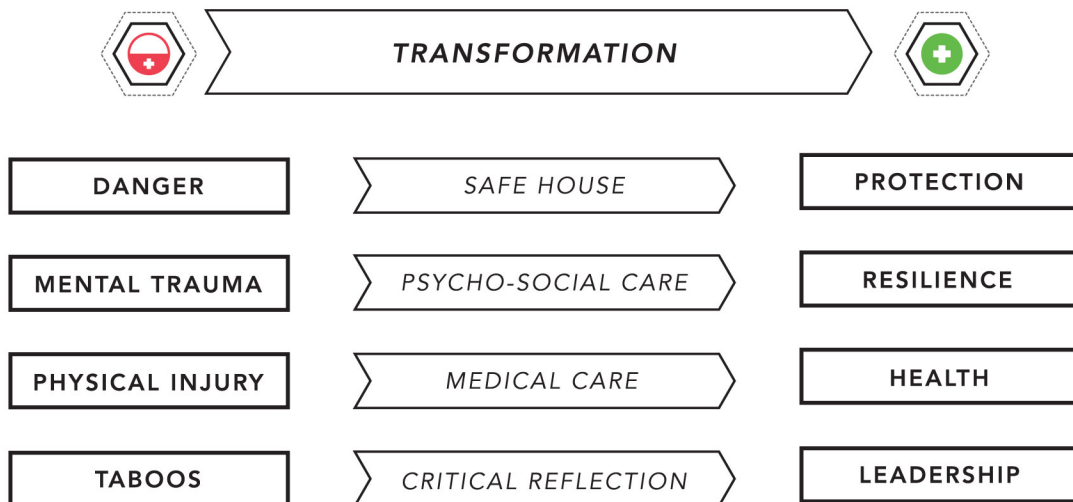 TRANSFORMATION
DANGER SAFE HOUSE PROTECTION
MENTAL TRAUMA PSYCHO-SOCIAL CARE RESILIENCE
PHYSICAL INJURY MEDICAL CARE HEALTH
TABOOS CRITICAL REFLECTION LEADERSHIP